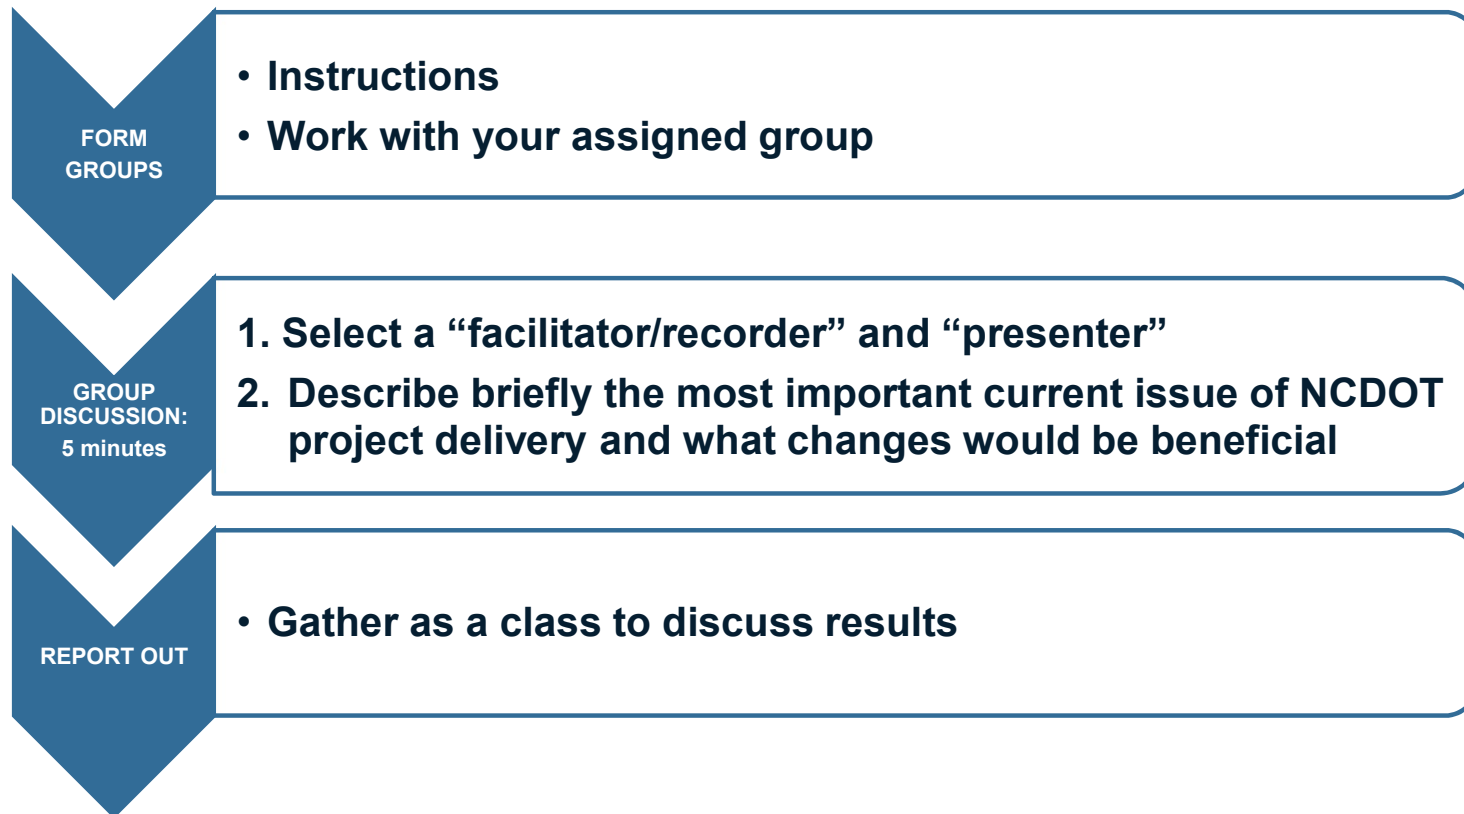 FORM
GROUPS
• Instructions
• Work with your assigned group
GROUP
DISCUSSION:
5 minutes
1. Select a “facilitator/recorder” and “presenter”
2. Describe briefly the most important current issue of NCDOT
project delivery and what changes would be beneficial
REPORT OUT
• Gather as a class to discuss results